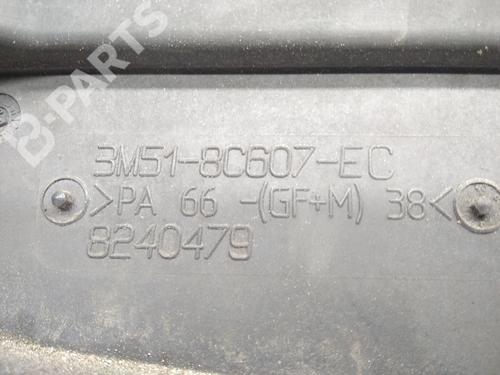 B-PARTS
3M51-8C607-EC
>PA 66 -(GF+M) 38<
8240479